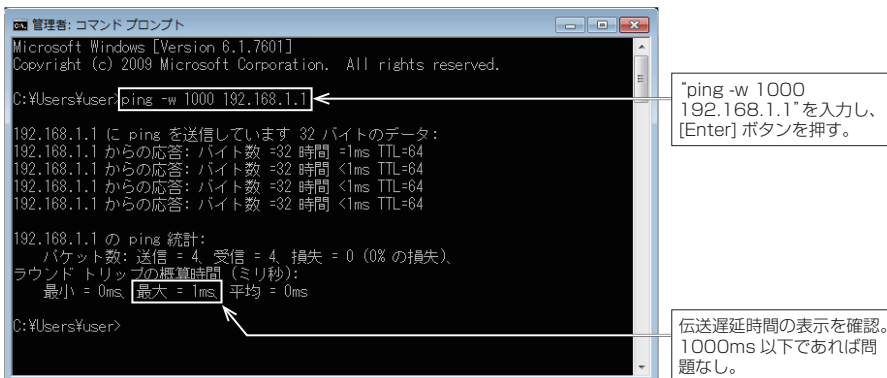 管理者: コマンド プロンプト
Microsoft Windows [Version 6.1.7601]
Copyright (c) 2009 Microsoft Corporation.  All rights reserved.
C:¥Users¥user>ping -w 1000 192.168.1.1
192.168.1.1 に ping を送信しています 32 バイトのデータ:
192.168.1.1 からの応答: バイト数 =32 時間 =1ms TTL=64
192.168.1.1 からの応答: バイト数 =32 時間 <1ms TTL=64
192.168.1.1 からの応答: バイト数 =32 時間 <1ms TTL=64
192.168.1.1 からの応答: バイト数 =32 時間 <1ms TTL=64
192.168.1.1 の ping 統計:
パケット数: 送信 = 4、受信 = 4、損失 = 0 (0% の損失)、
ラウンド トリップの概算時間 (ミリ秒):
最小 = 0ms、最大 = 1ms、平均 = 0ms
C:¥Users¥user>
“ping -w 1000
192.168.1.1”を入力し、
[Enter] ボタンを押す。
伝送遅延時間の表示を確認。
1000ms 以下であれば問
題なし。